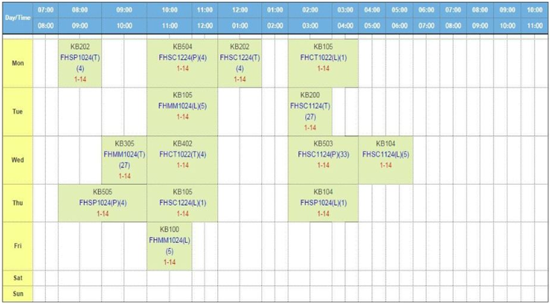 Day/Time 07:00 08:00 09:00 10:00 11:00 12:00 01:00 02:00 03:00 04:00 05:00 06:00 07:00 08:00 09:00 10:00
08:00 09:00 10:00 11:00 12:00 01:00 02:00 03:00 04:00 05:00 06:00 07:00 08:00 09:00 10:00 11:00
Mon
KB202
FHSP1024(T)
(4)
1-14
KB504
FHSC1224(P)(4)
1-14
KB202
FHSC1224(T)
(4)
1-14
KB105
FHCT1022(L)(1)
1-14
Tue
KB105
FHMM1024(L)(5)
1-14
KB200
FHSC1124(T)
(27)
1-14
Wed
KB305
FHMM1024(T)
(27)
1-14
KB402
FHCT1022(T)(4)
1-14
KB503
FHSC1124(P)(33)
1-14
KB104
FHSC1124(L)(5)
1-14
Thu
KB505
FHSP1024(P)(4)
1-14
KB105
FHSC1224(L)(1)
1-14
KB104
FHSP1024(L)(1)
1-14
Fri
KB100
FHMM1024(L)
(5)
1-14
Sat
Sun